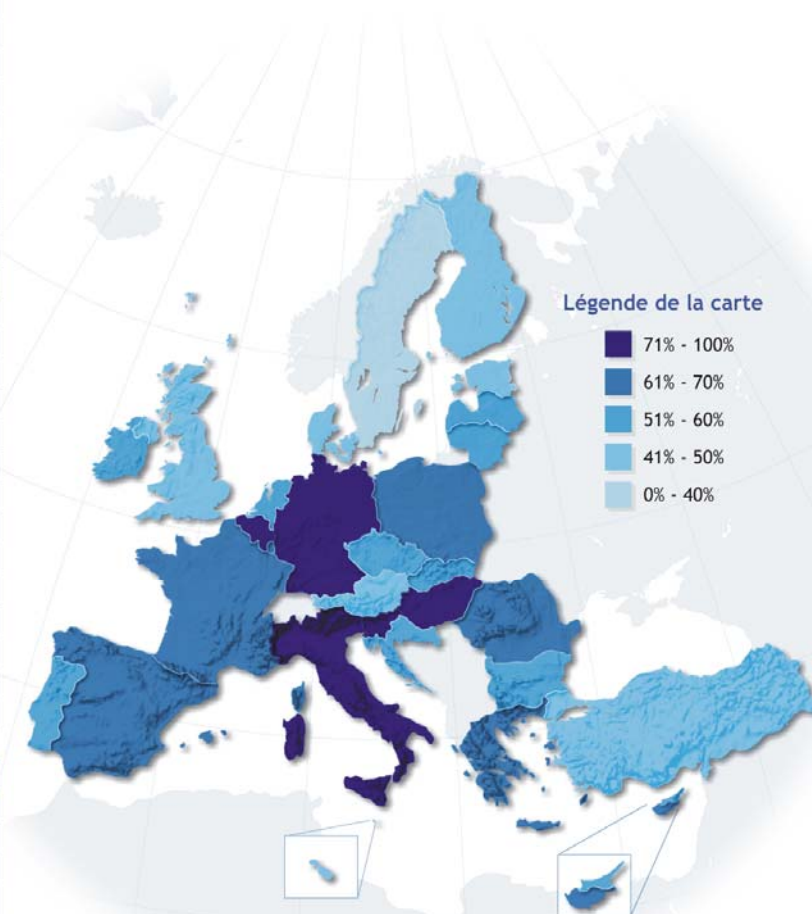 Légende de la carte
71% - 100%
61% - 70%
51% - 60%
41% - 50%
0% - 40%